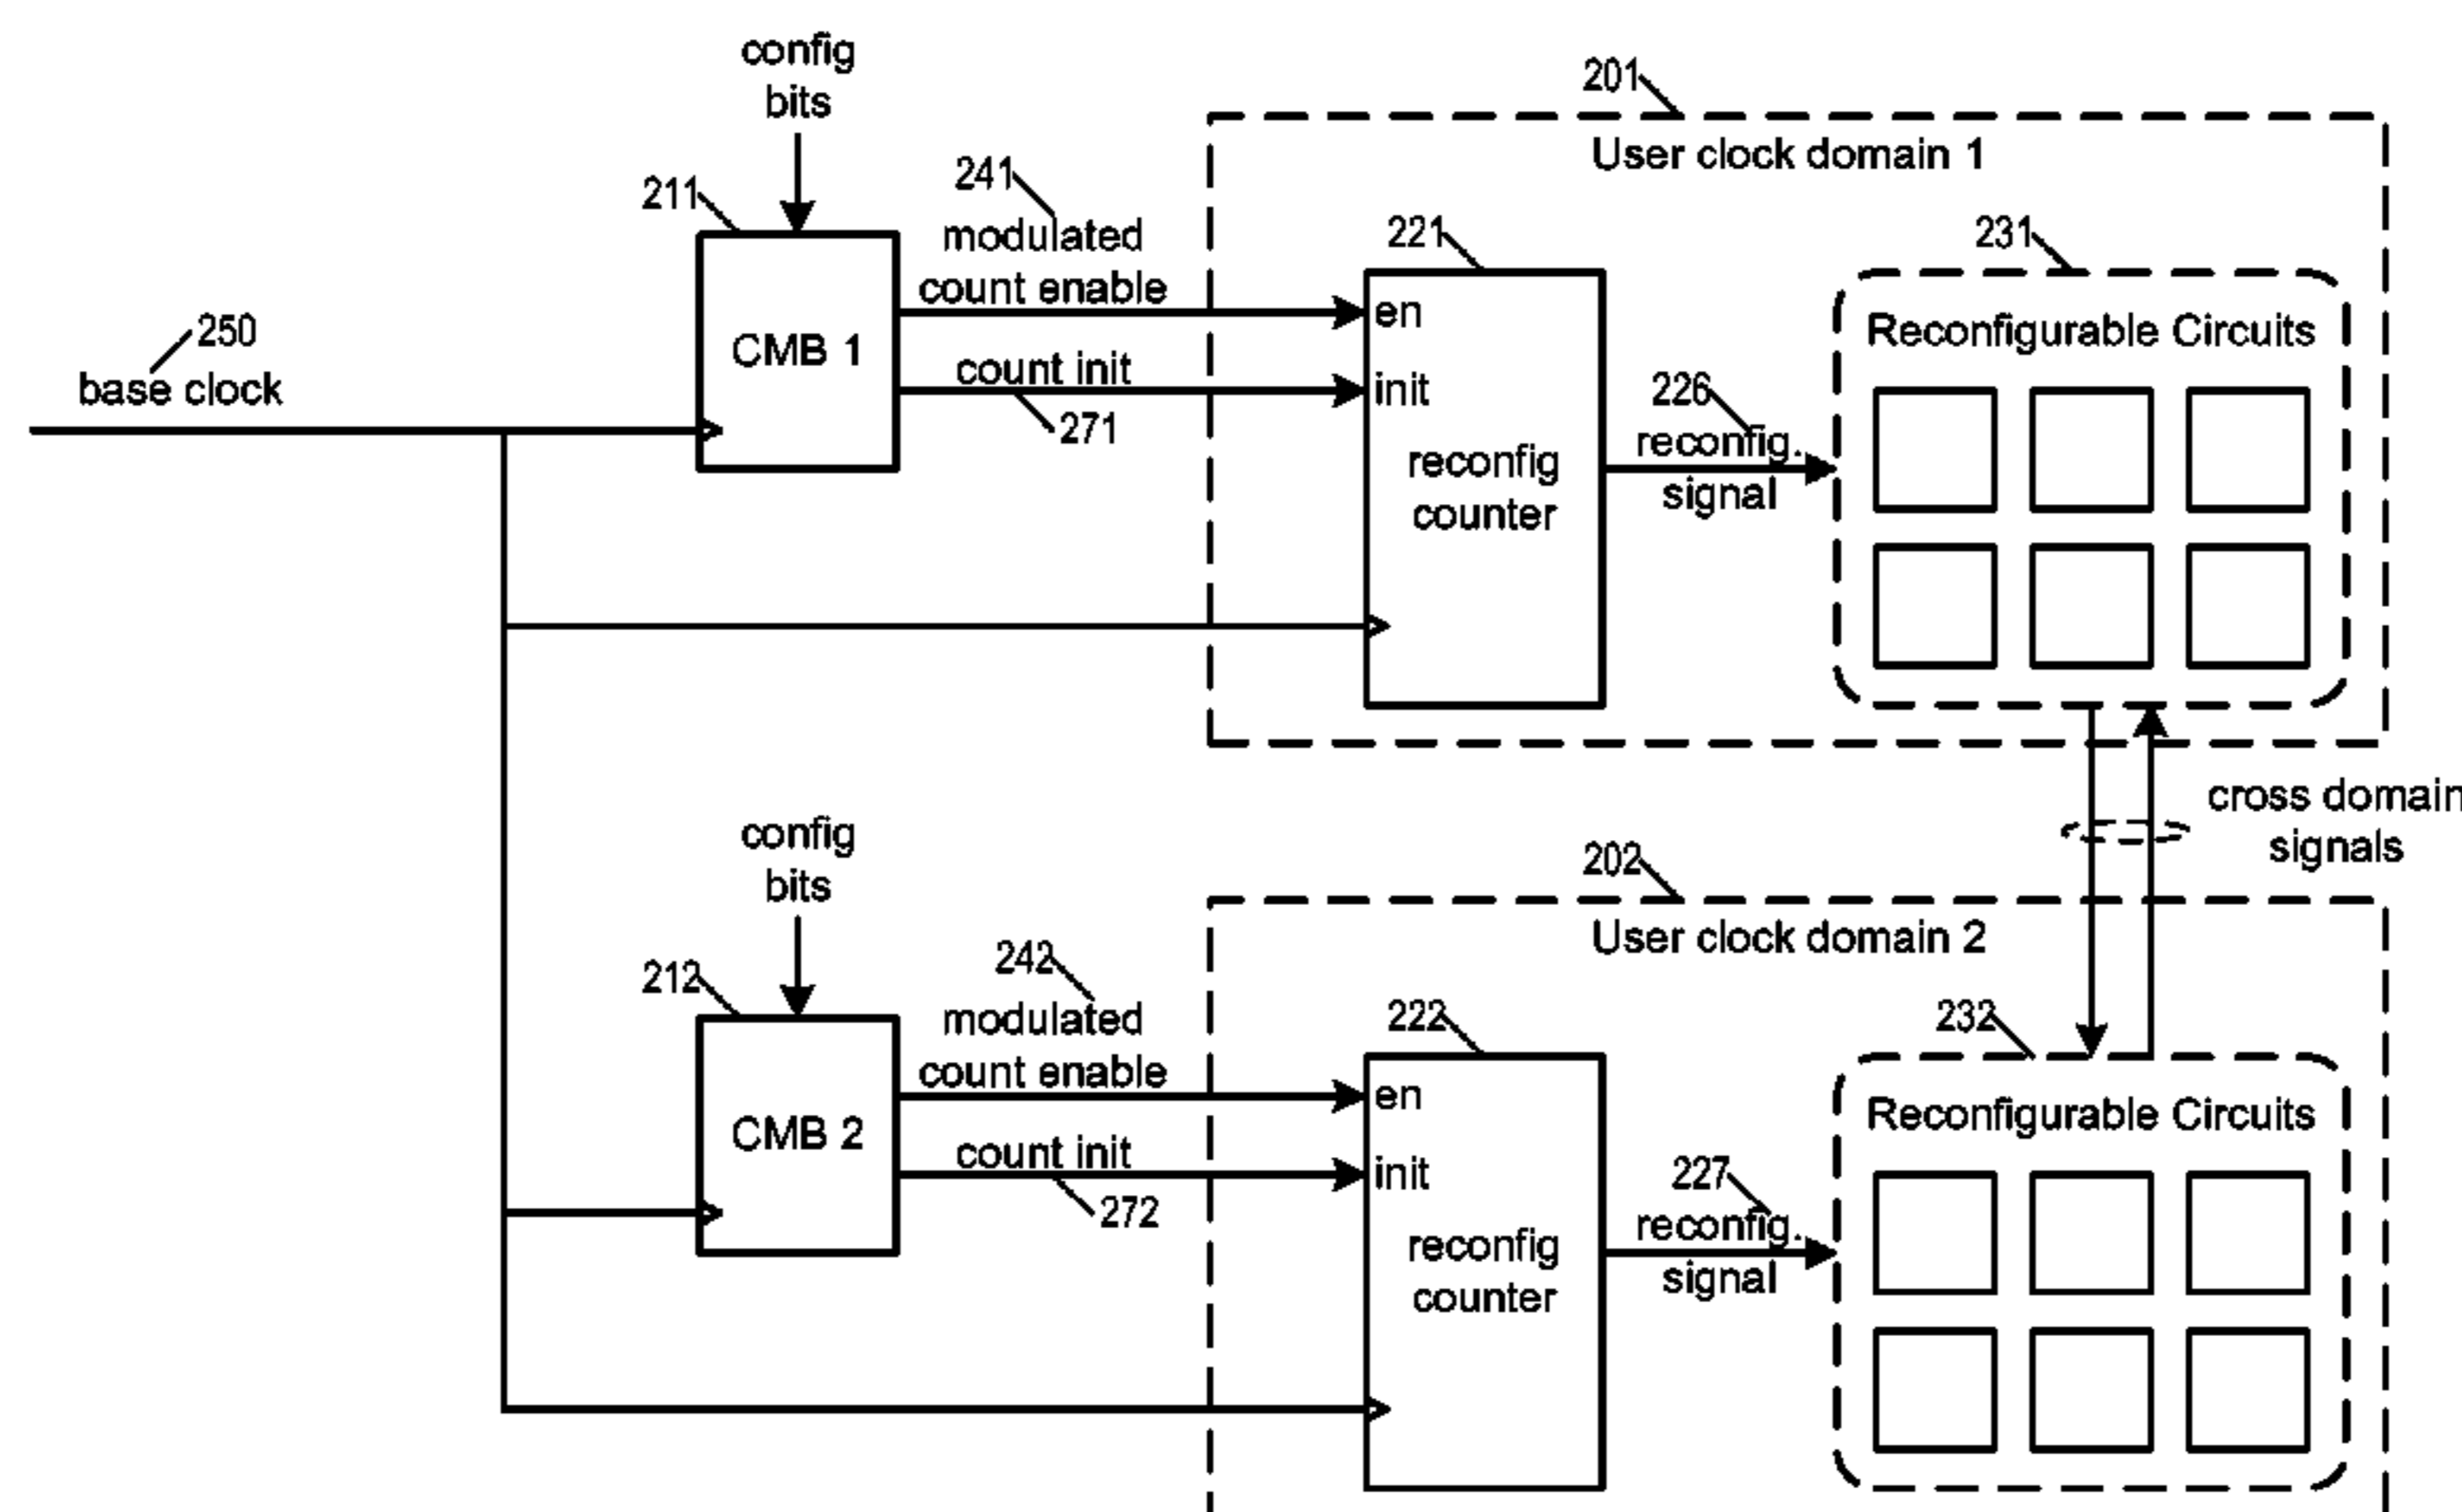 config
bits
201
User clock domain 1
211
241
modulated
count enable
221
231
250
base clock
CMB 1
en
Reconfigurable Circuits
count init
init
271
226
reconfig.
signal
reconfig
counter
cross domain
signals
config
bits
202
User clock domain 2
212
242
modulated
count enable
222
232
CMB 2
en
Reconfigurable Circuits
count init
init
272
227
reconfig.
signal
reconfig
counter